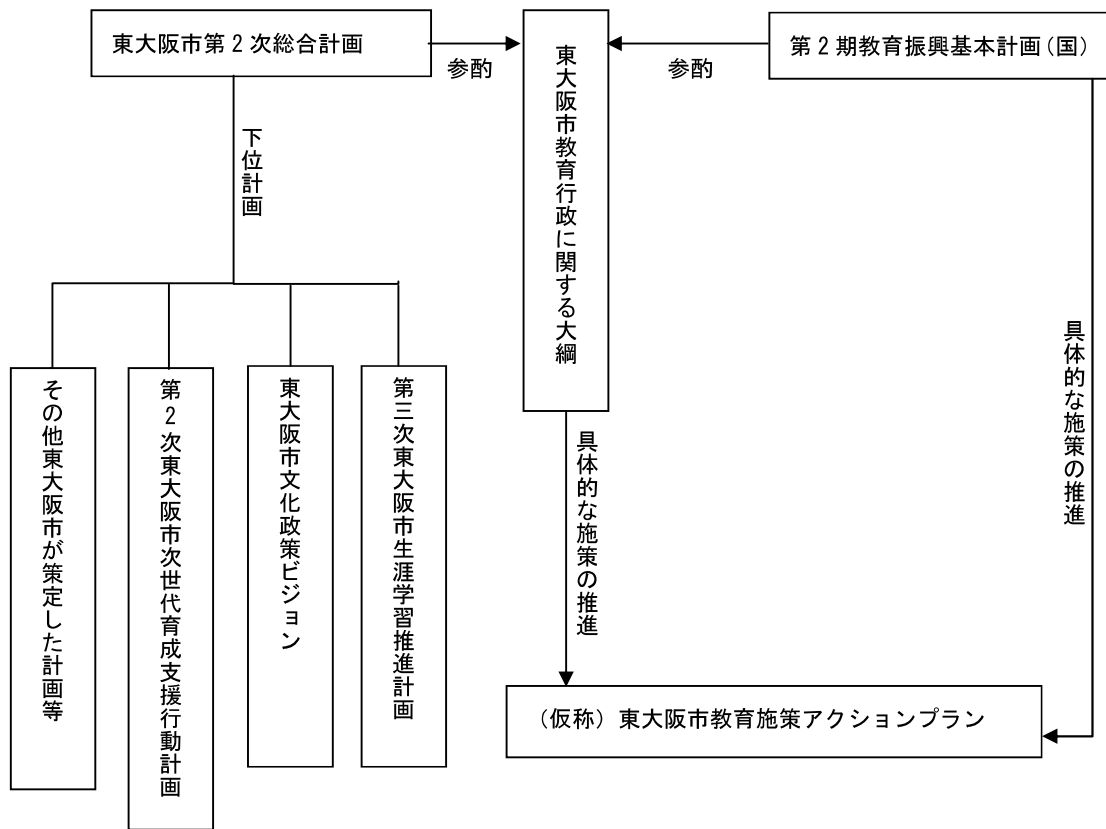 東大阪市第2次総合計画
参酌
東大阪市教育行政に関する大綱
参酌
第2期教育振興基本計画(国)
下位計画
その他東大阪市が策定した計画等
第2次東大阪市次世代育成支援行動計画
東大阪市文化政策ビジョン
第三次東大阪市生涯学習推進計画
具体的な施策の推進
具体的な施策の推進
(仮称)東大阪市教育施策アクションプラン